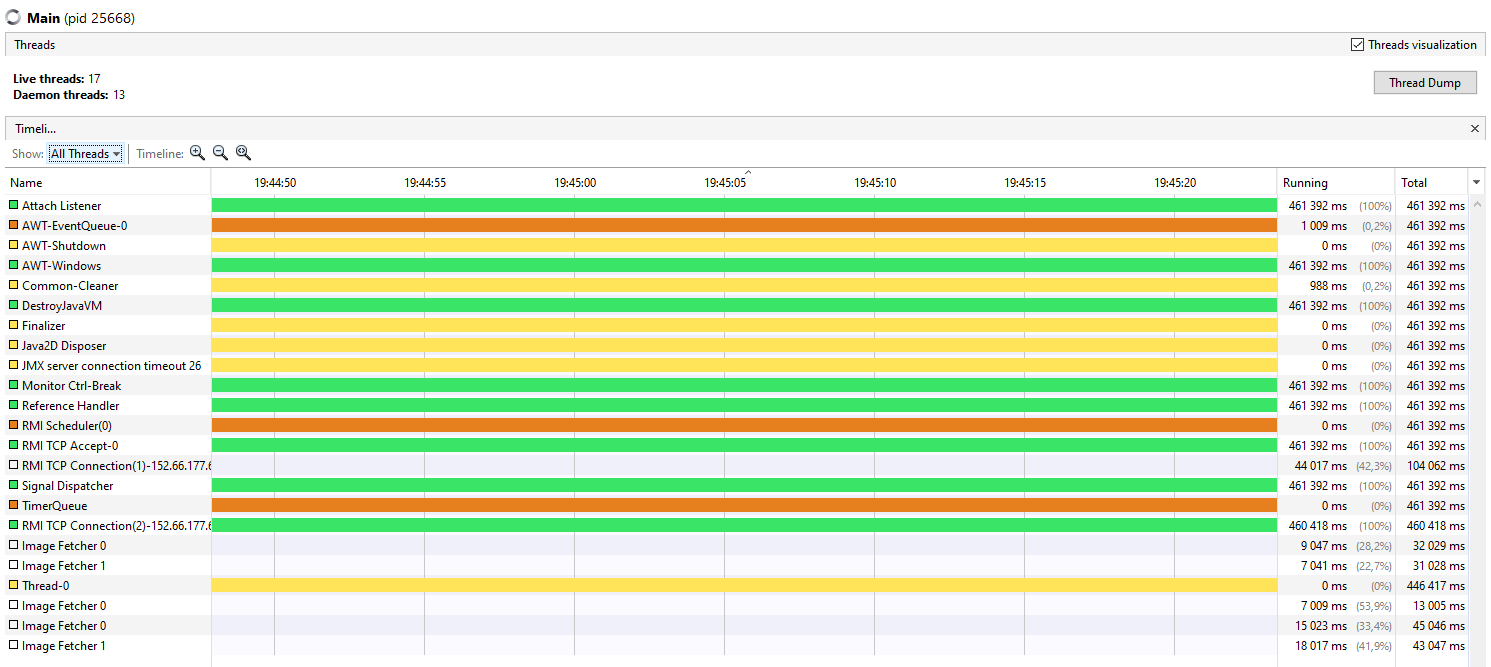 Main (pid 25668)
Threads
Threads visualization
Live threads: 17
Daemon threads: 13
Thread Dump
Timeli...
Show: All Threads Timeline:
Name 19:44:50 19:44:55 19:45:00 19:45:05 19:45:10 19:45:15 19:45:20 Running Total
Attach Listener 461 392 ms (100%) 461 392 ms
AWT-EventQueue-0 1 009 ms (0,2%) 461 392 ms
AWT-Shutdown 0 ms (0%) 461 392 ms
AWT-Windows 461 392 ms (100%) 461 392 ms
Common-Cleaner 988 ms (0,2%) 461 392 ms
DestroyJavaVM 461 392 ms (100%) 461 392 ms
Finalizer 0 ms (0%) 461 392 ms
Java2D Disposer 0 ms (0%) 461 392 ms
JMX server connection timeout 26 0 ms (0%) 461 392 ms
Monitor Ctrl-Break 461 392 ms (100%) 461 392 ms
Reference Handler 461 392 ms (100%) 461 392 ms
RMI Scheduler(0) 0 ms (0%) 461 392 ms
RMI TCP Accept-0 461 392 ms (100%) 461 392 ms
RMI TCP Connection(1)-152.66.177.6 44 017 ms (42,3%) 104 062 ms
Signal Dispatcher 461 392 ms (100%) 461 392 ms
TimerQueue 0 ms (0%) 461 392 ms
RMI TCP Connection(2)-152.66.177.6 460 418 ms (100%) 460 418 ms
Image Fetcher 0 9 047 ms (28,2%) 32 029 ms
Image Fetcher 1 7 041 ms (22,7%) 31 028 ms
Thread-0 0 ms (0%) 446 417 ms
Image Fetcher 0 7 009 ms (53,9%) 13 005 ms
Image Fetcher 0 15 023 ms (33,4%) 45 046 ms
Image Fetcher 1 18 017 ms (41,9%) 43 047 ms